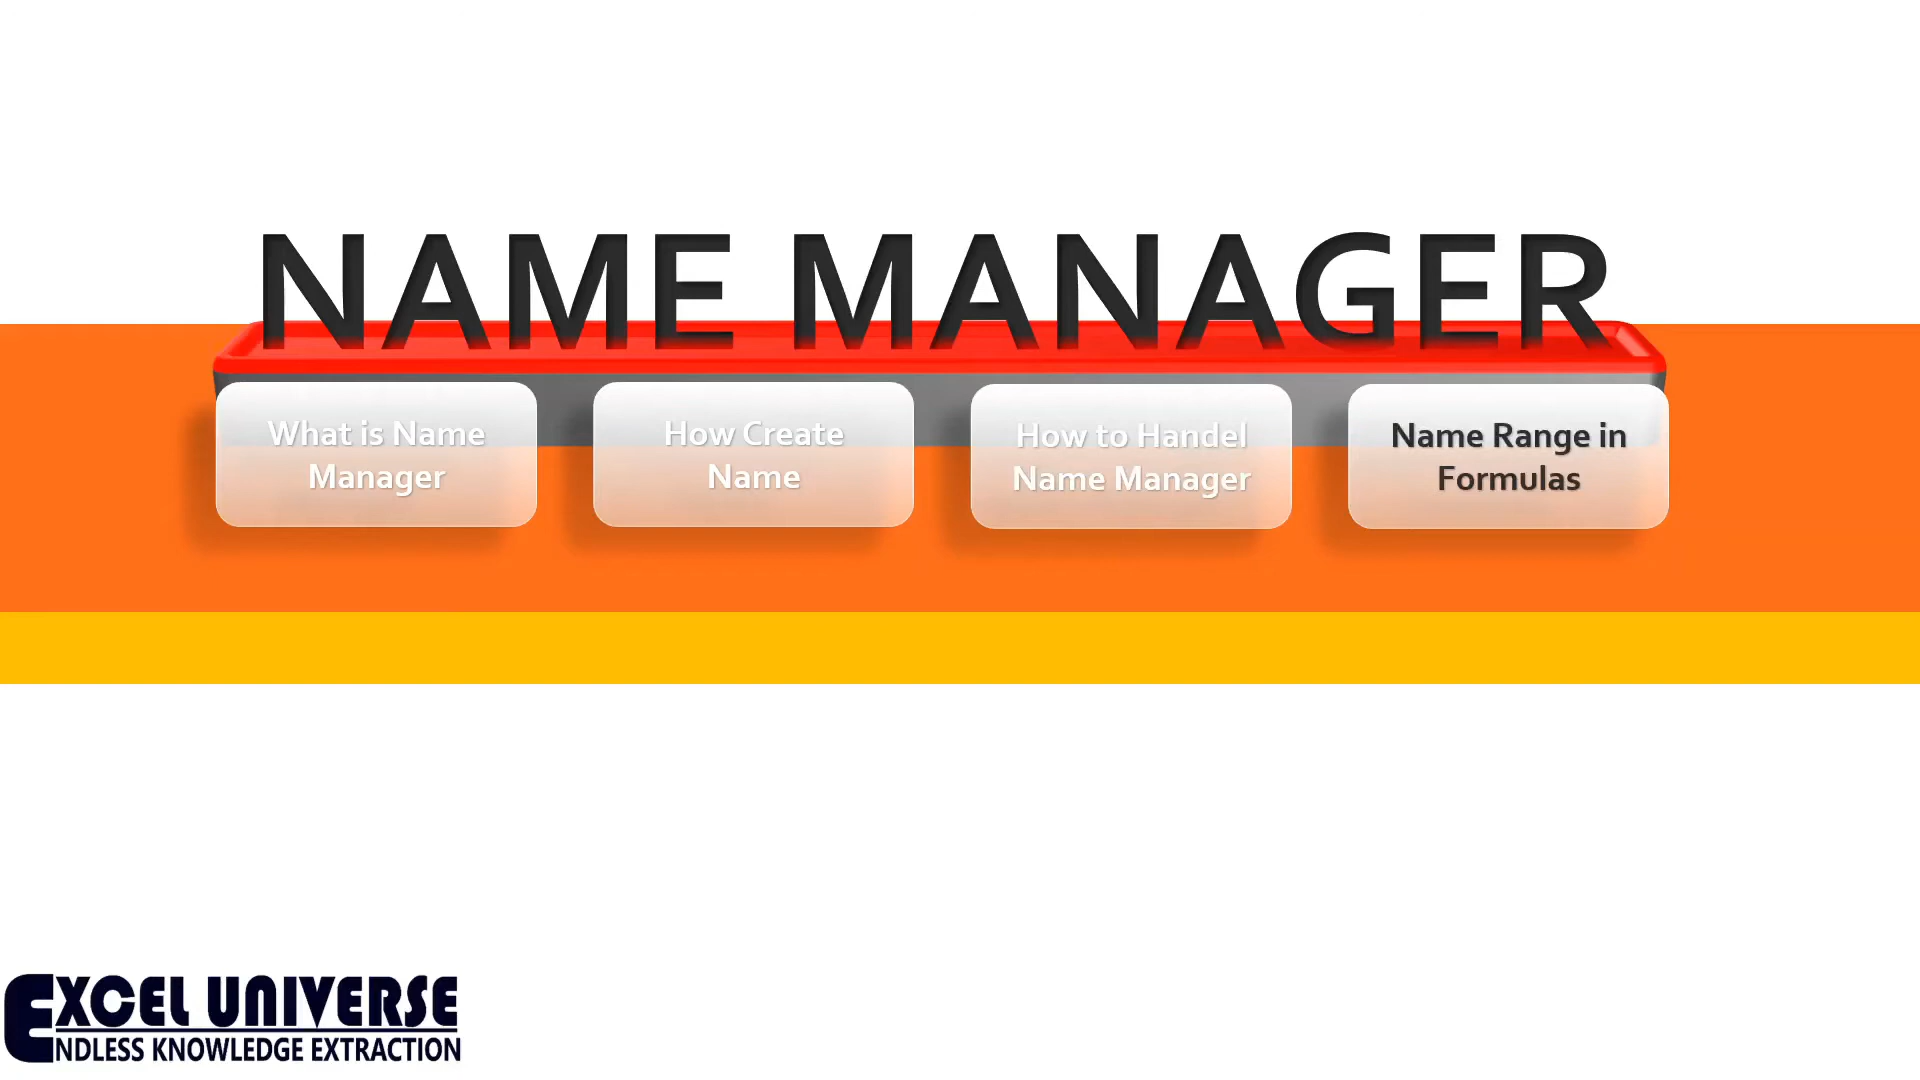 NAME MANAGER
What is Name
Manager
How Create
Name
How to Handel
Name Manager
Name Range in
Formulas
EXCEL UNIVERSE
ENDLESS KNOWLEDGE EXTRACTION